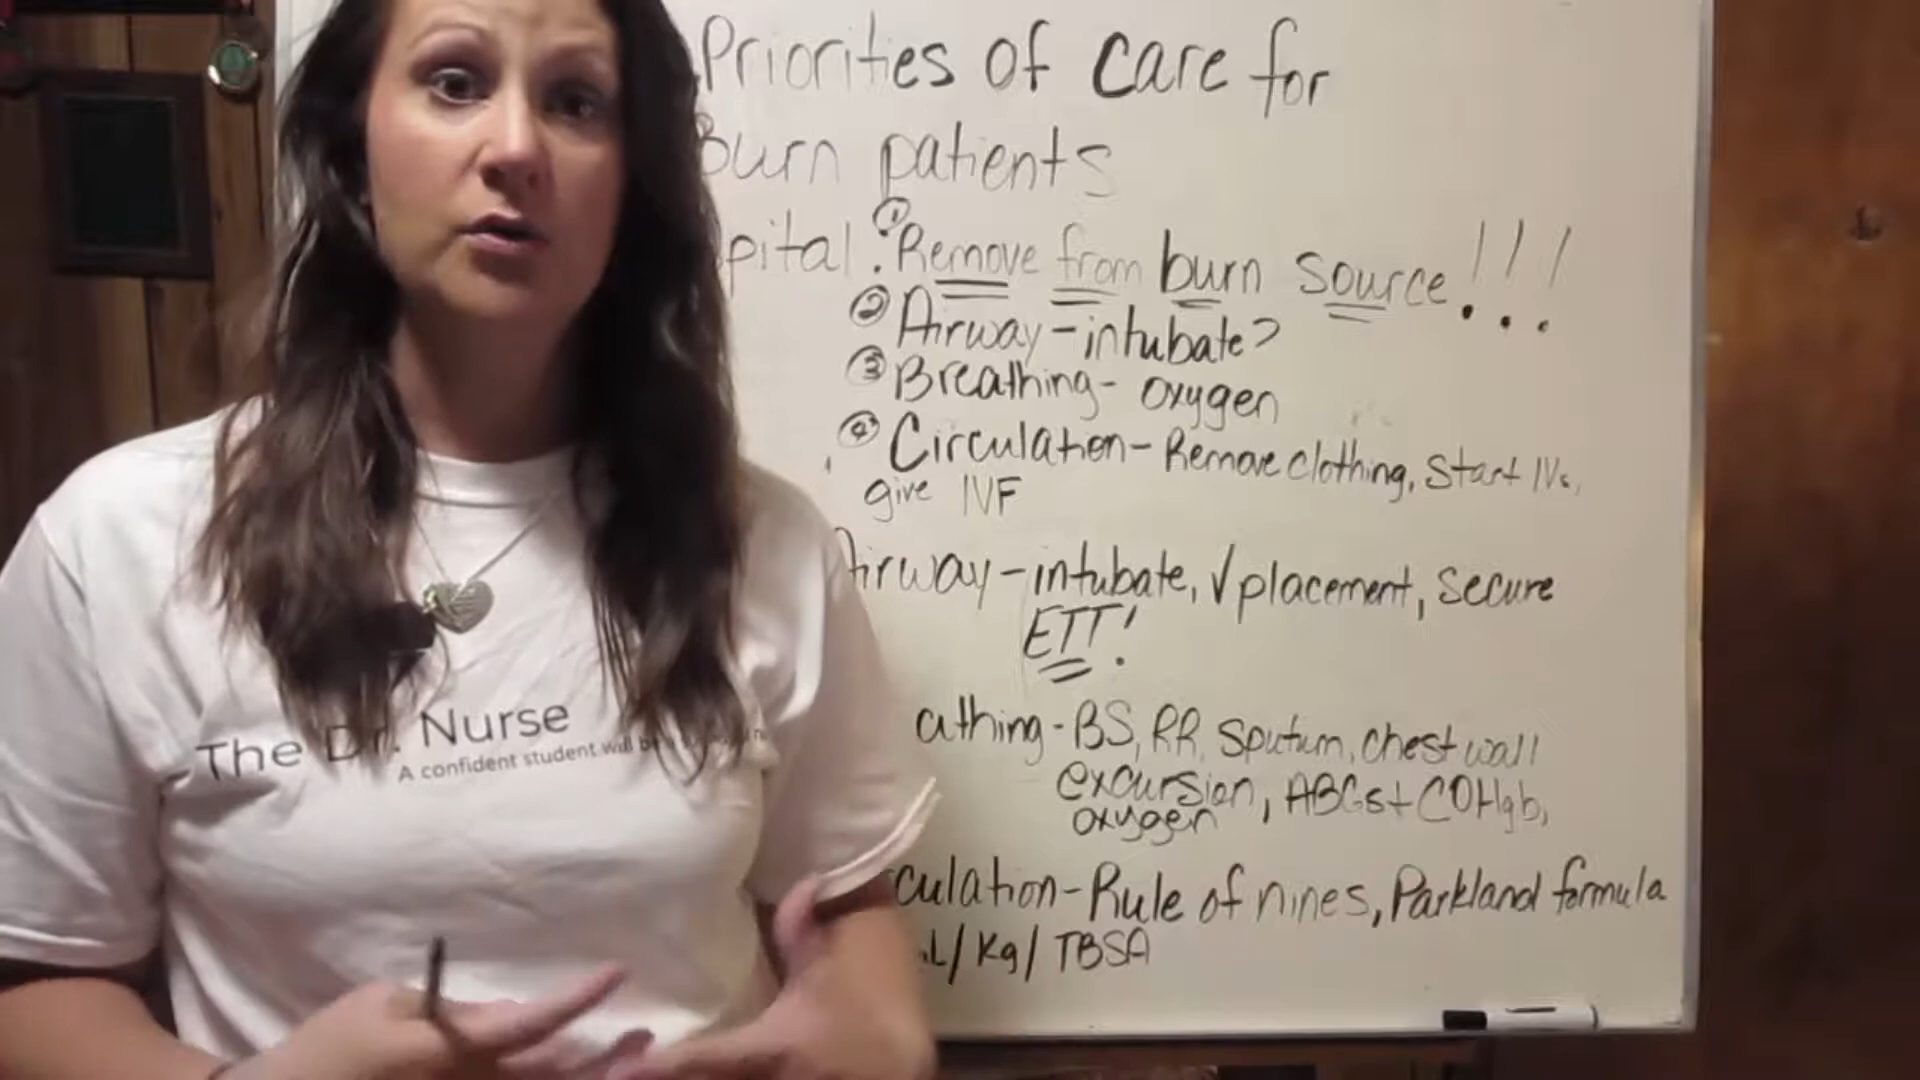 Priorities of care for
Burn patients
pital. ① Remove from burn source!!!
② Airway - intubate?
③ Breathing - oxygen
④ Circulation - Remove clothing, Start IVs,
give IVF
Airway - intubate, √ placement, secure
ETT!
athing - BS, RR, sputum, chest wall
excursion, ABGs + COHgb,
oxygen
culation - Rule of nines, Parkland formula
mL/kg/TBSA
The Dr. Nurse
A confident student will be